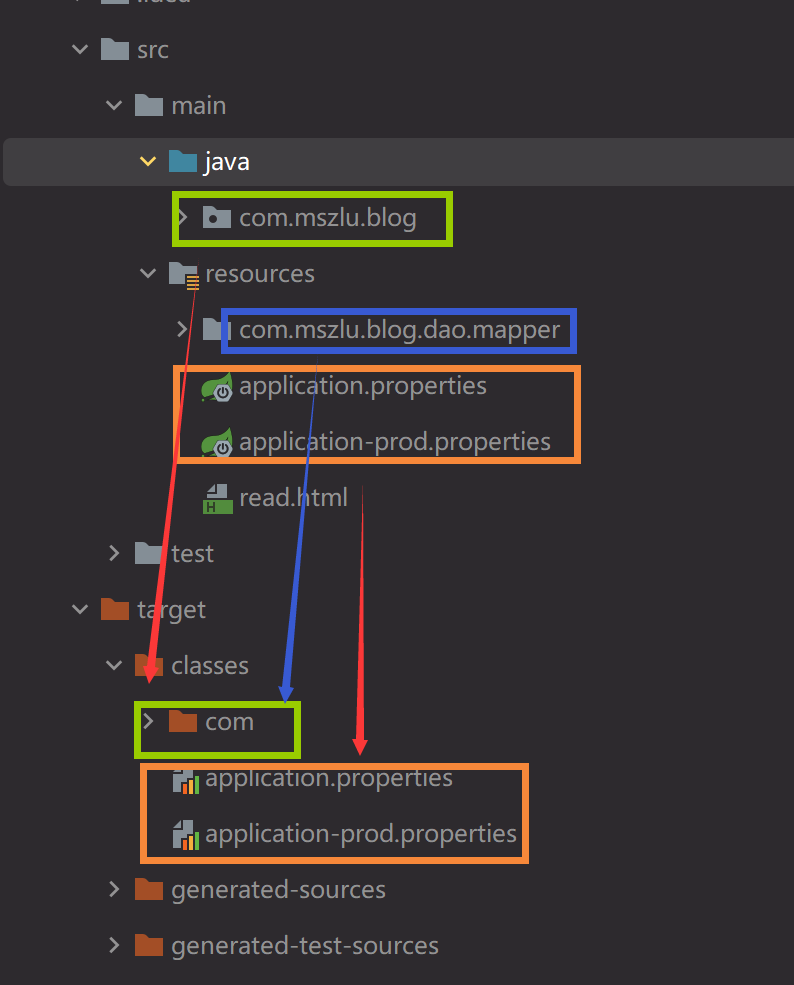 src
main
java
com.mszlu.blog
resources
com.mszlu.blog.dao.mapper
application.properties
application-prod.properties
read.html
test
target
classes
com
application.properties
application-prod.properties
generated-sources
generated-test-sources